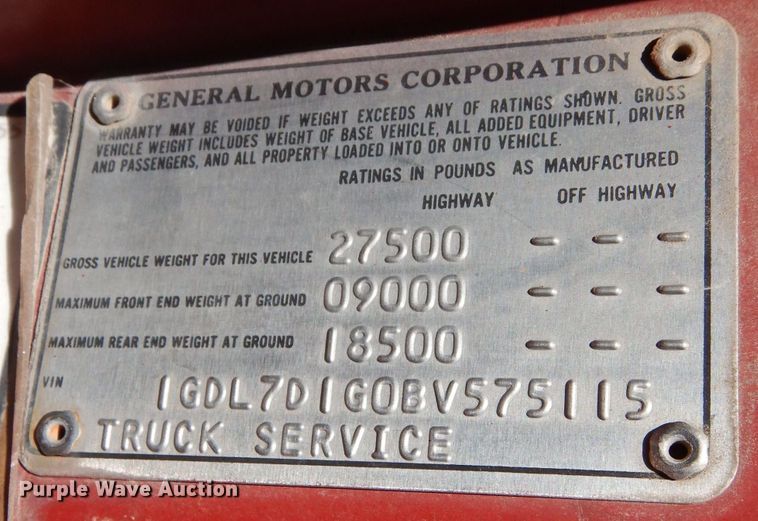 GENERAL MOTORS CORPORATION
WARRANTY MAY BE VOIDED IF WEIGHT EXCEEDS ANY OF RATINGS SHOWN. GROSS
VEHICLE WEIGHT INCLUDES WEIGHT OF BASE VEHICLE, ALL ADDED EQUIPMENT, DRIVER
AND PASSENGERS, AND ALL PROPERTY LOADED INTO OR ONTO VEHICLE.
RATINGS IN POUNDS AS MANUFACTURED
HIGHWAY OFF HIGHWAY
GROSS VEHICLE WEIGHT FOR THIS VEHICLE 27500 - - -
MAXIMUM FRONT END WEIGHT AT GROUND 09000 - - -
MAXIMUM REAR END WEIGHT AT GROUND 18500 - - -
VIN 1GDL7D1G0BV575115
TRUCK SERVICE
Purple Wave Auction